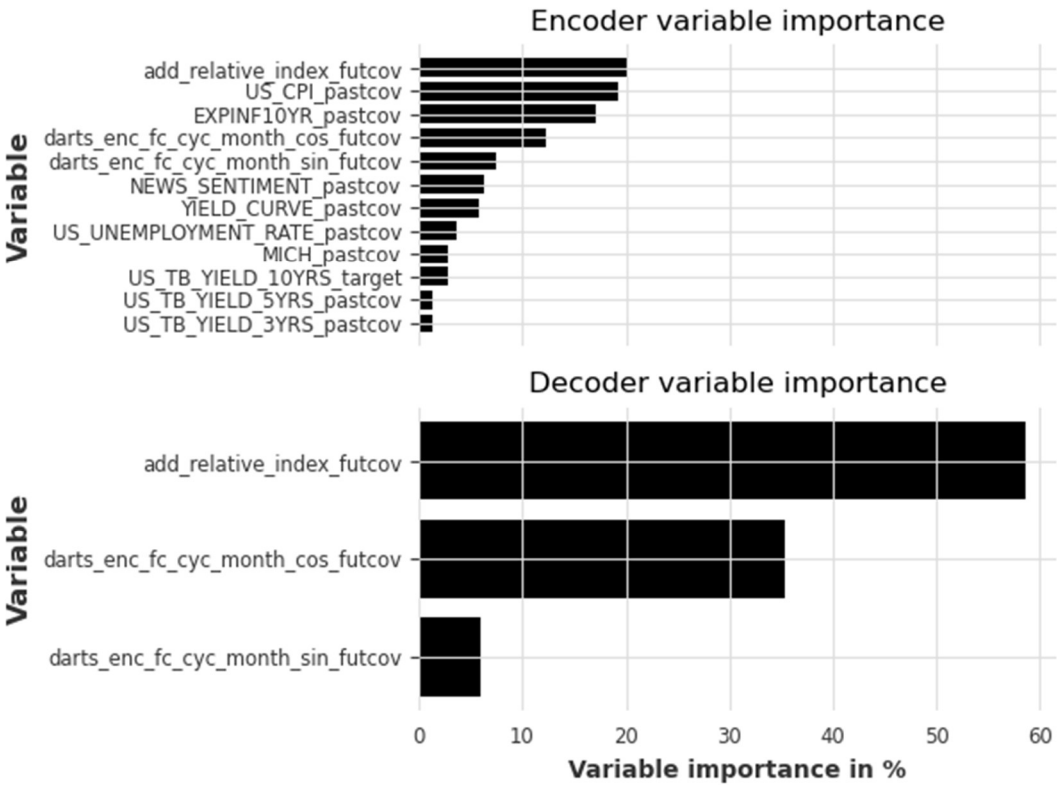 Encoder variable importance
Variable
add_relative_index_futcov
US_CPI_pastcov
EXPINF10YR_pastcov
darts_enc_fc_cyc_month_cos_futcov
darts_enc_fc_cyc_month_sin_futcov
NEWS_SENTIMENT_pastcov
YIELD_CURVE_pastcov
US_UNEMPLOYMENT_RATE_pastcov
MICH_pastcov
US_TB_YIELD_10YRS_target
US_TB_YIELD_5YRS_pastcov
US_TB_YIELD_3YRS_pastcov
Decoder variable importance
Variable
add_relative_index_futcov
darts_enc_fc_cyc_month_cos_futcov
darts_enc_fc_cyc_month_sin_futcov
0 10 20 30 40 50 60
Variable importance in %